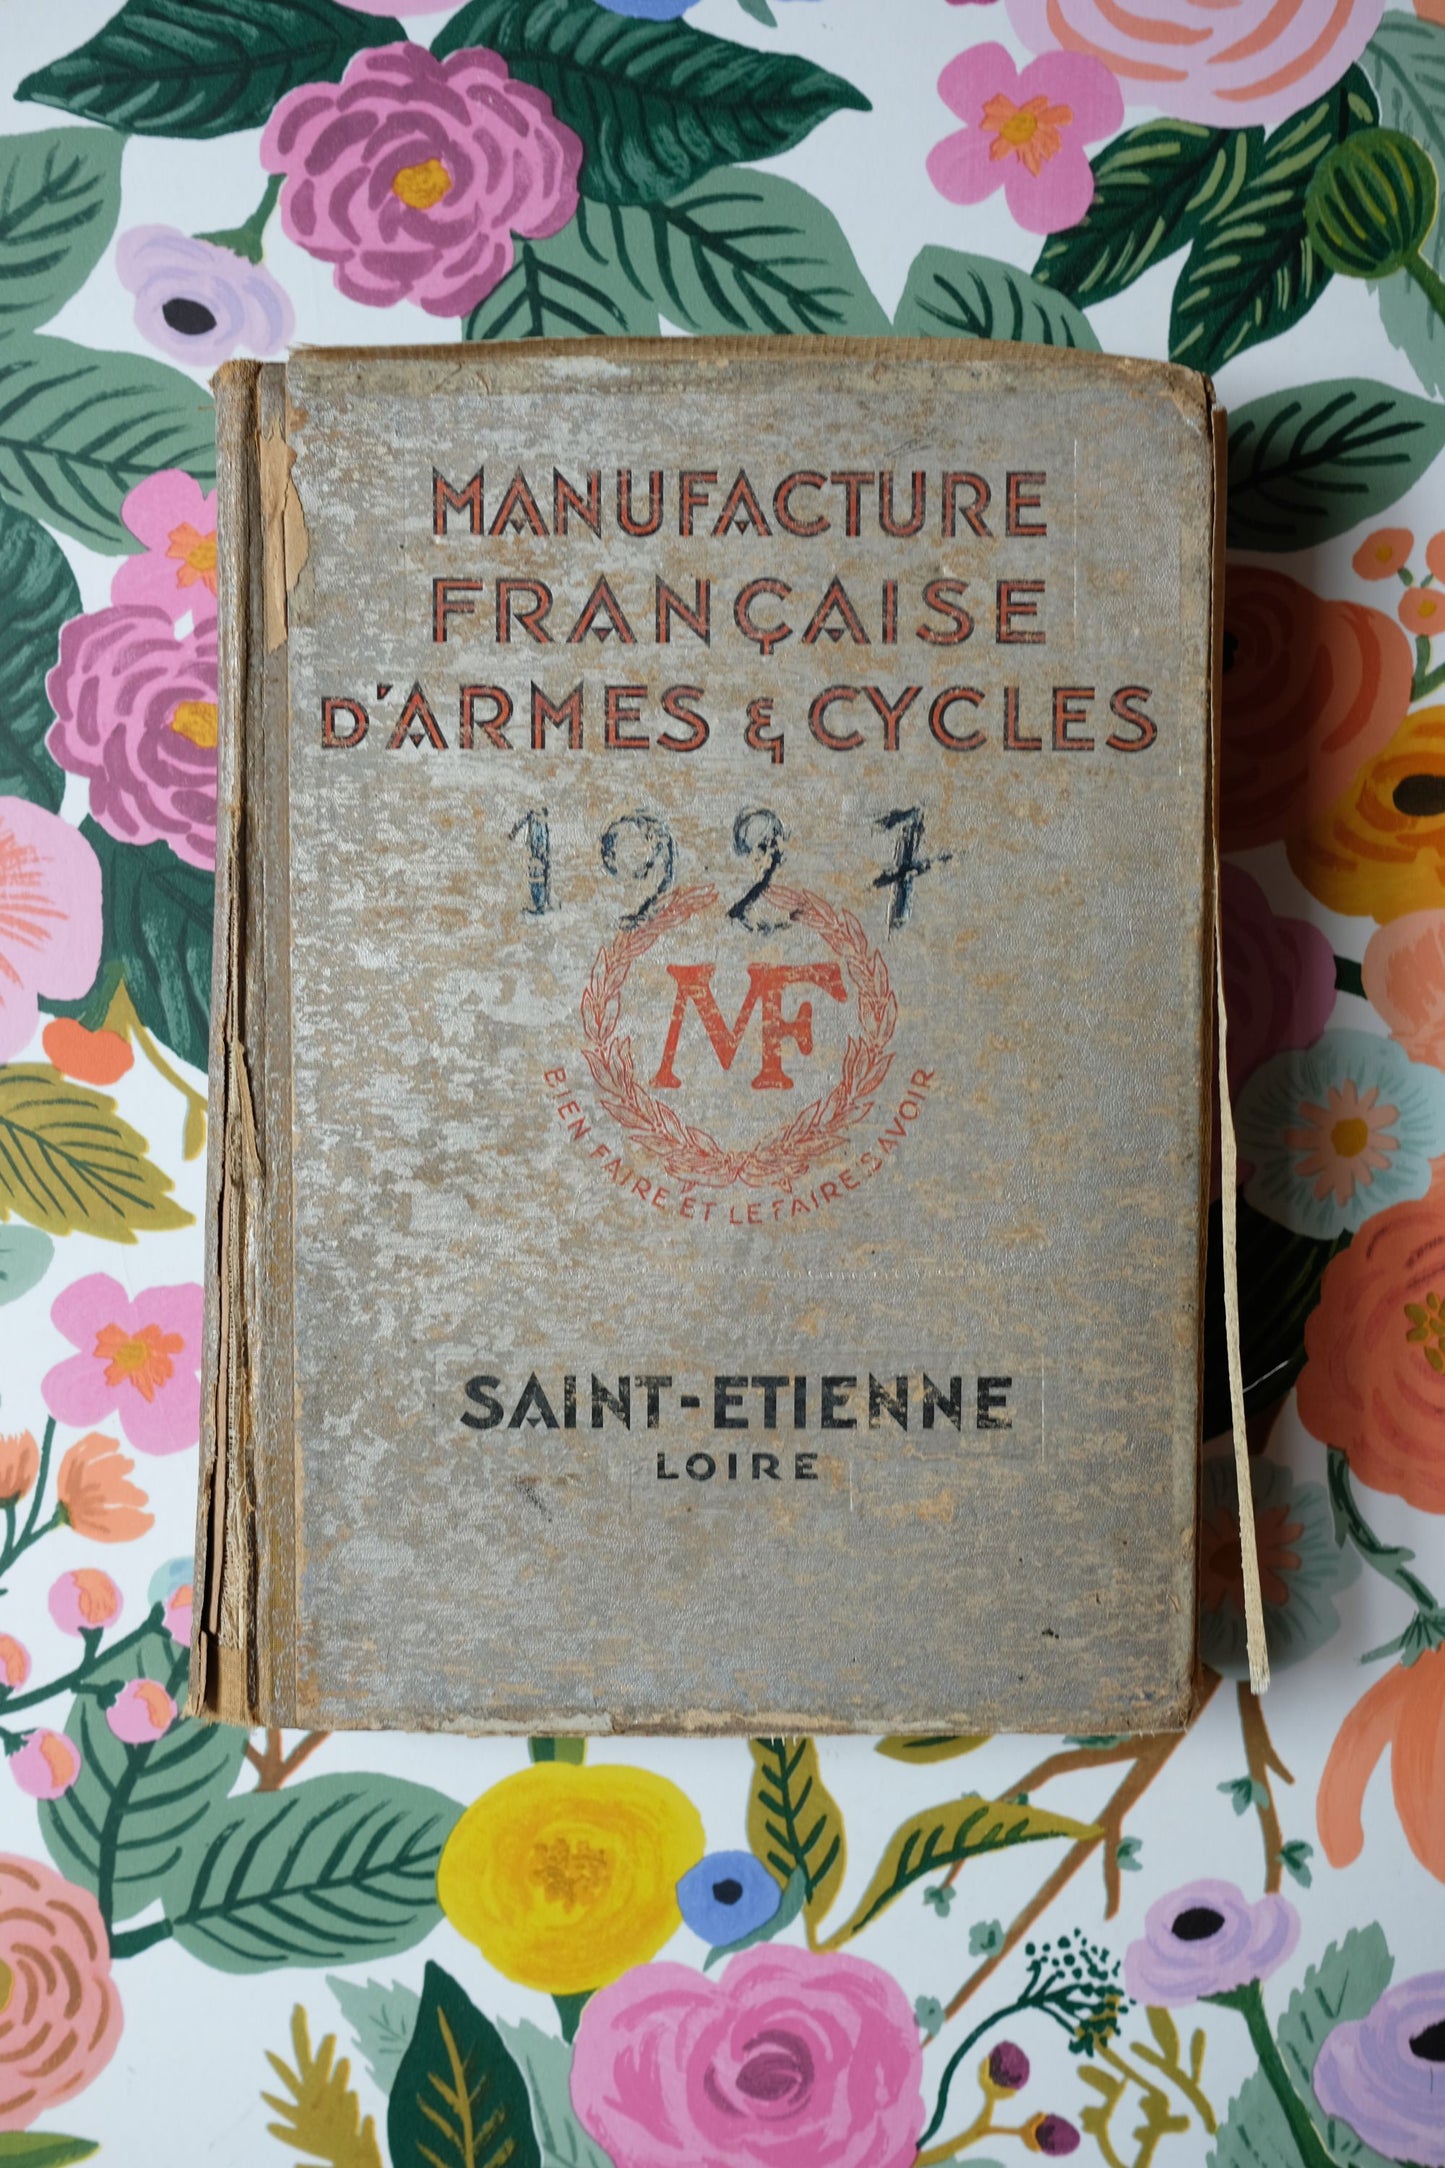 MANUFACTURE
FRANÇAISE
D'ARMES & CYCLES
1927
MF
BIEN FAIRE ET LE FAIRE SAVOIR
SAINT-ETIENNE
LOIRE